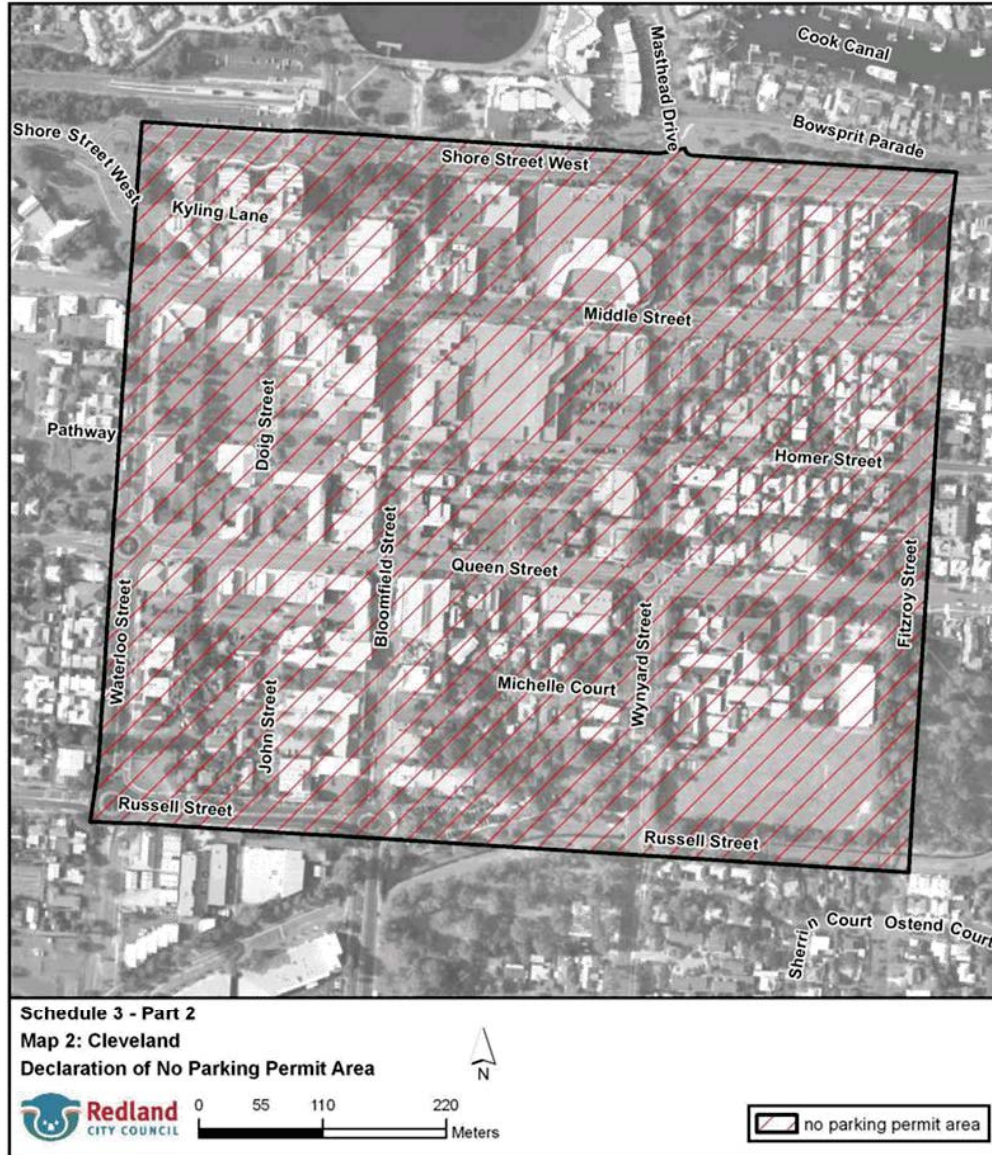 Cook Canal
Masthead Drive
Bowsprit Parade
Shore Street West
Shore Street West
Kyling Lane
Middle Street
Doig Street
Pathway
Homer Street
Bloomfield Street
Queen Street
Fitzroy Street
Waterloo Street
Wynyard Street
Michelle Court
John Street
Russell Street
Russell Street
Sherrin Court
Ostend Court
Schedule 3 - Part 2
Map 2: Cleveland
Declaration of No Parking Permit Area
N
Redland
CITY COUNCIL
0 55 110 220
Meters
no parking permit area